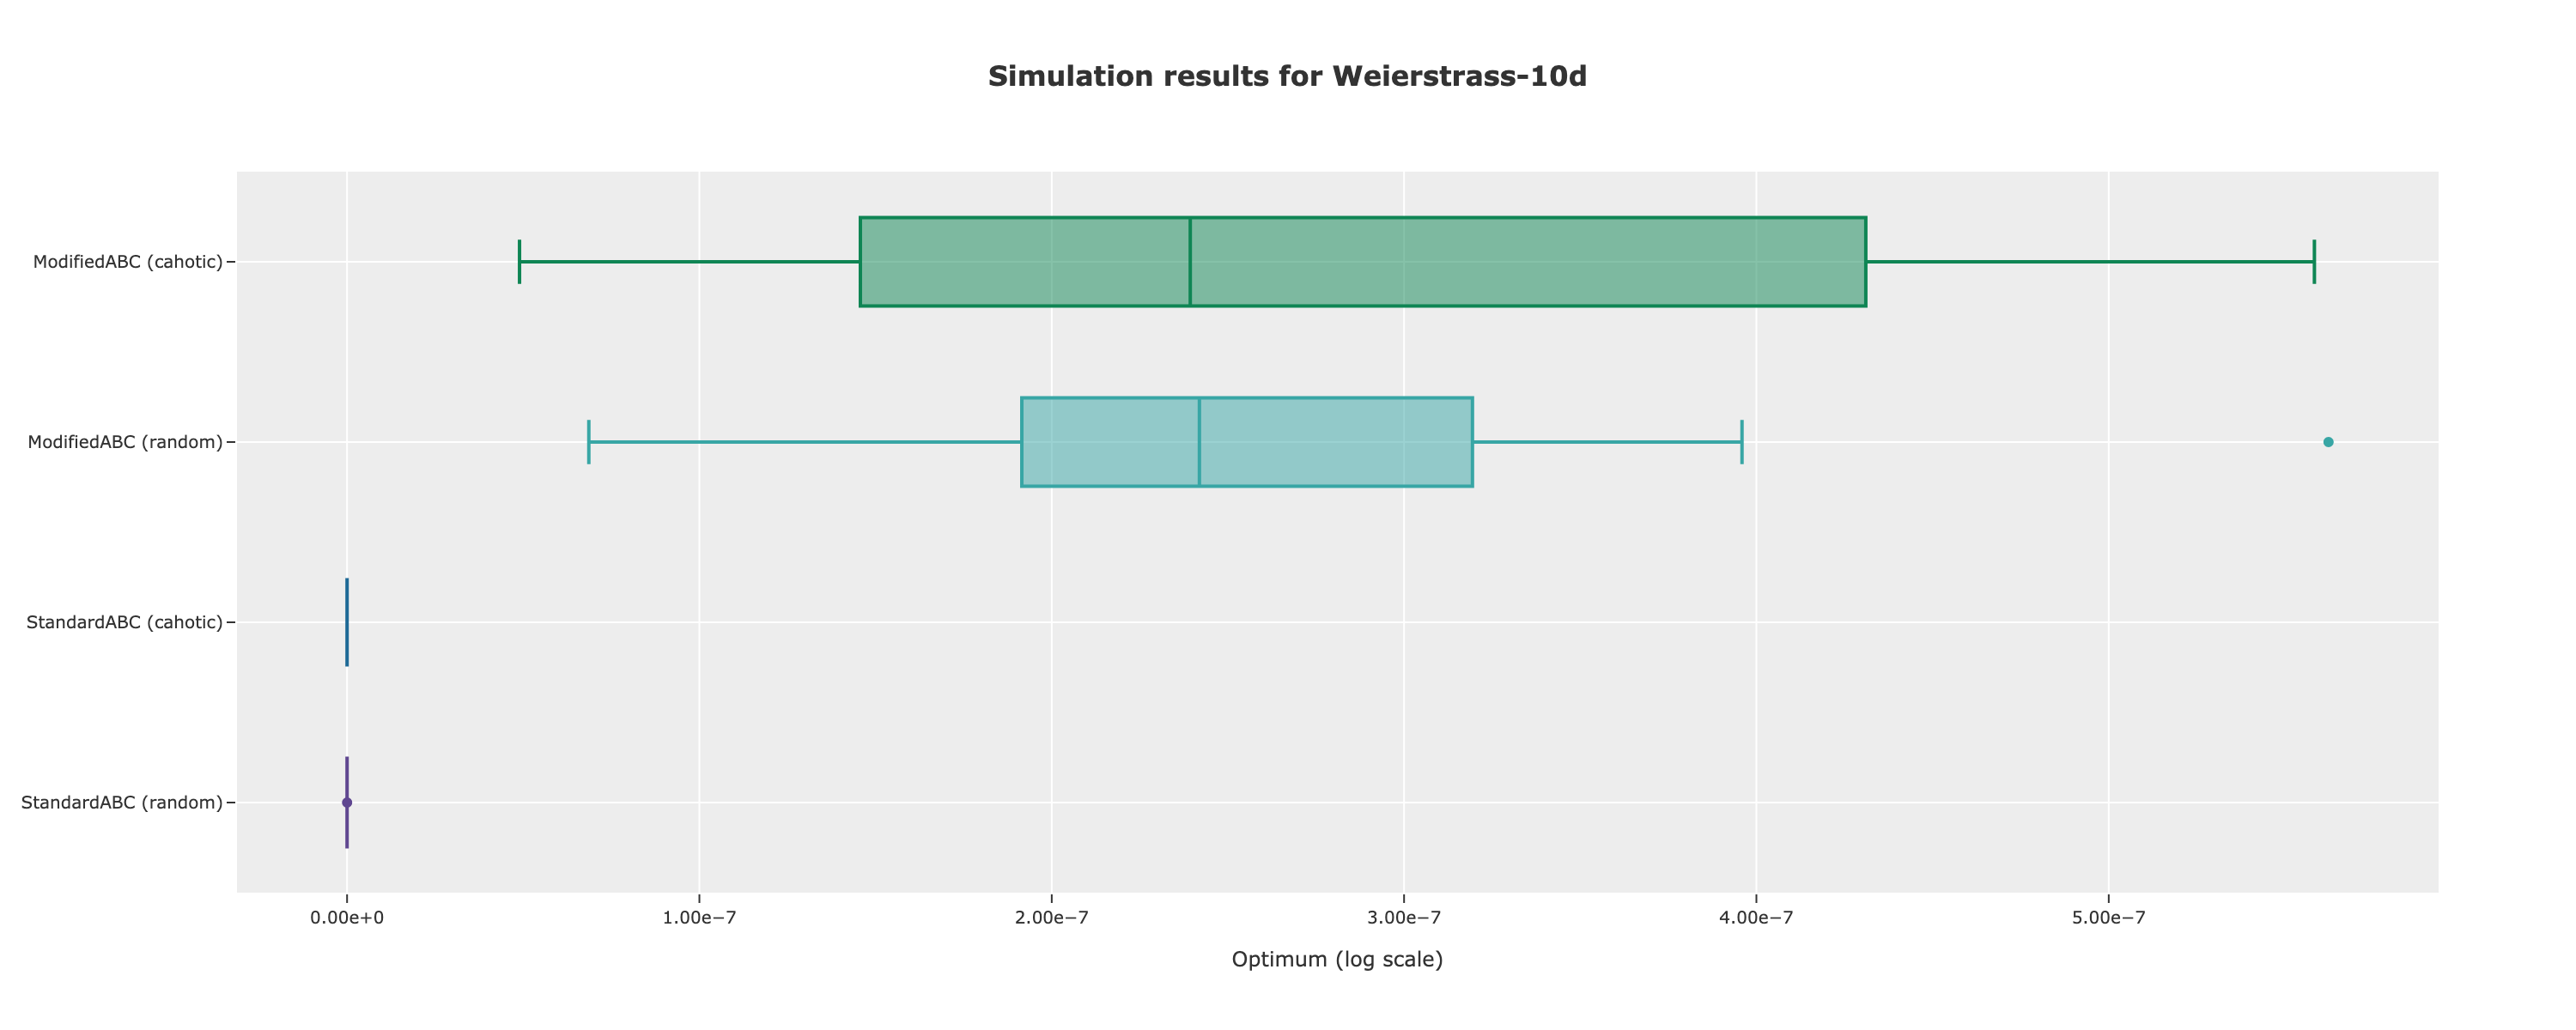 Simulation results for Weierstrass-10d
ModifiedABC (cahotic)
ModifiedABC (random)
StandardABC (cahotic)
StandardABC (random)
0.00e+0 1.00e−7 2.00e−7 3.00e−7 4.00e−7 5.00e−7
Optimum (log scale)